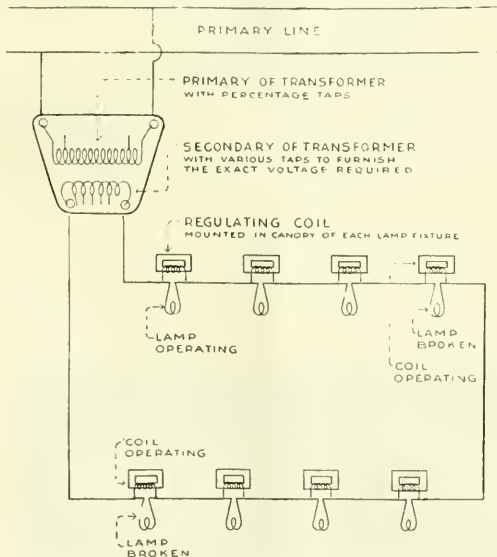 PRIMARY LINE
PRIMARY OF TRANSFORMER
WITH PERCENTAGE TAPS
SECONDARY OF TRANSFORMER
WITH VARIOUS TAPS TO FURNISH
THE EXACT VOLTAGE REQUIRED
REGULATING COIL
MOUNTED IN CANOPY OF EACH LAMP FIXTURE
LAMP
OPERATING
LAMP
BROKEN
COIL
OPERATING
COIL
OPERATING
LAMP
BROKEN